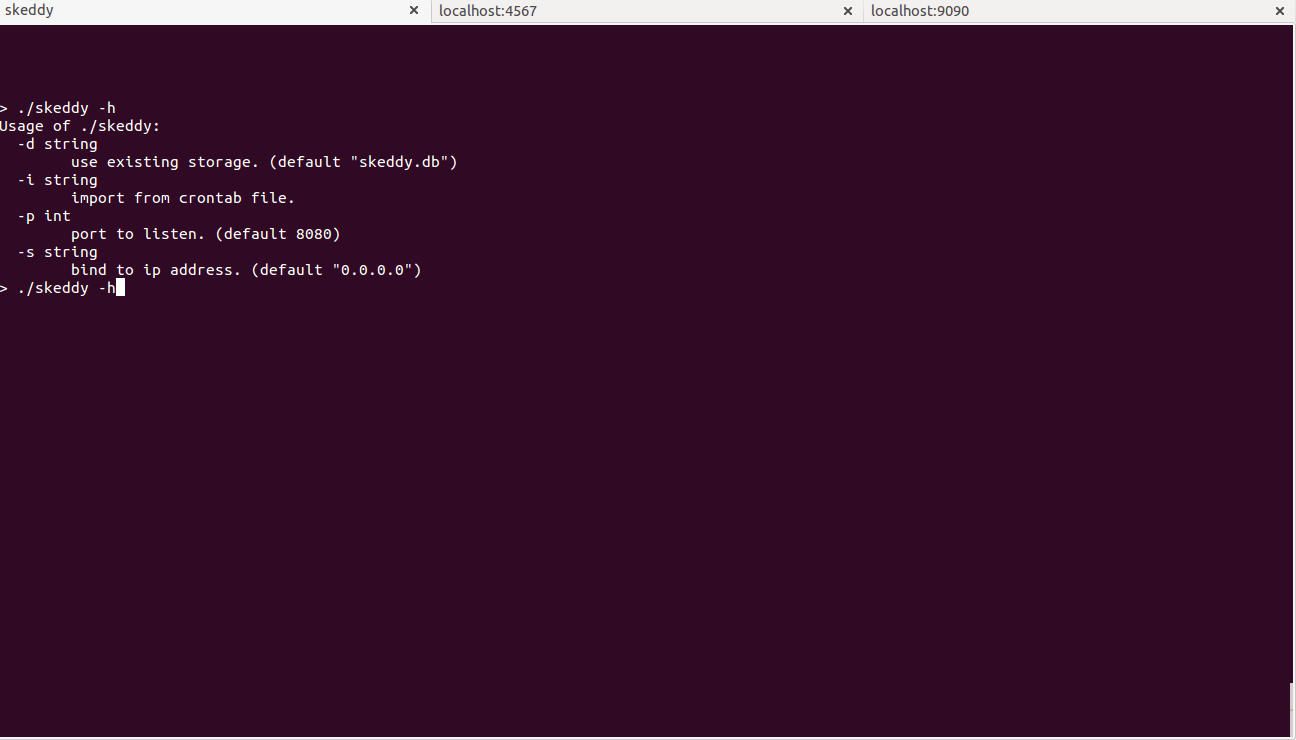 skeddy × localhost:4567 × localhost:9090 ×
> ./skeddy -h
Usage of ./skeddy:
  -d string
        use existing storage. (default "skeddy.db")
  -i string
        import from crontab file.
  -p int
        port to listen. (default 8080)
  -s string
        bind to ip address. (default "0.0.0.0")
> ./skeddy -h